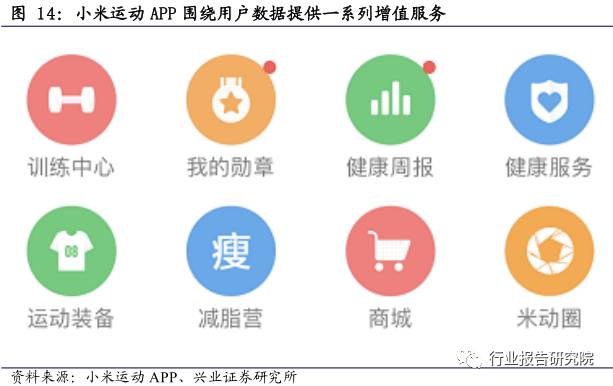 图 14：小米运动 APP 围绕用户数据提供一系列增值服务
训练中心 我的勋章 健康周报 健康服务
08 瘦
运动装备 减脂营 商城 米动圈
行业报告研究院
资料来源：小米运动 APP、兴业证券研究所